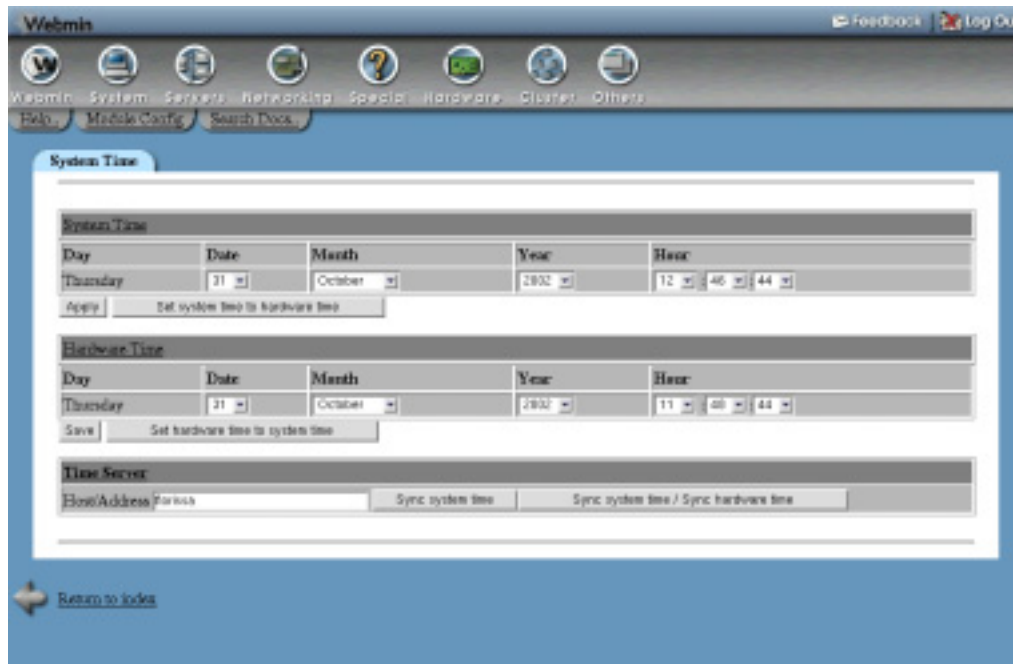 Webmin
Feedback Log Ou
Webmin System Servers Networking Special Hardware Cluster Others
Help.. Module Config Search Docs..
System Time
System Time
Day Date Month Year Hour
Thursday 31 October 2002 12 : 46 : 44
Apply Set system time to hardware time
Hardware Time
Day Date Month Year Hour
Thursday 31 October 2002 11 : 48 : 44
Save Set hardware time to system time
Time Server
Host/Address Sync system time Sync system time / Sync hardware time
Return to index